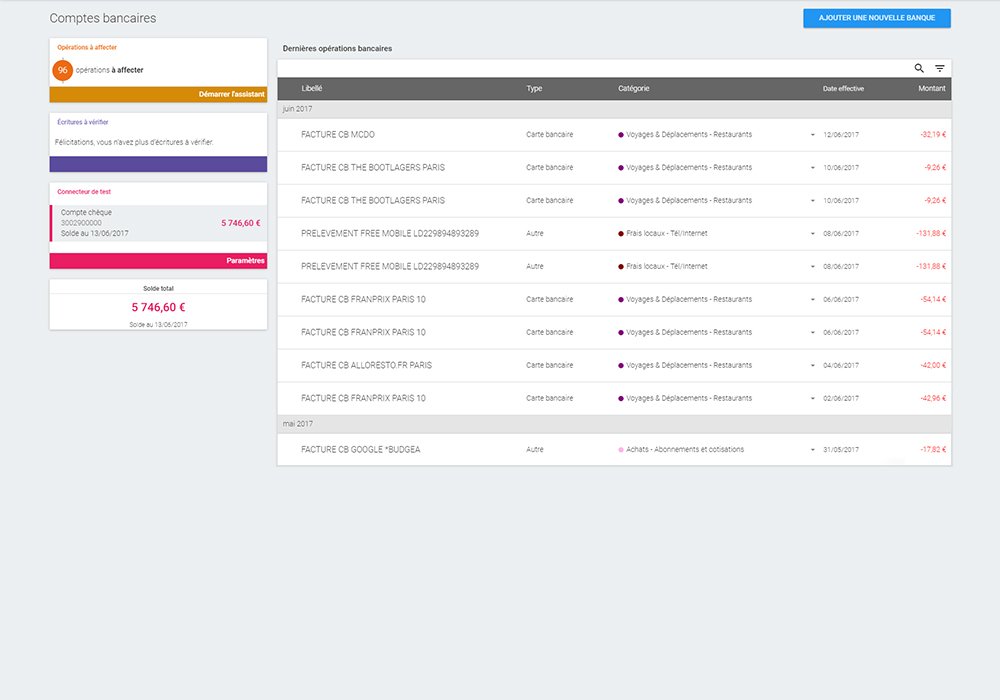 Comptes bancaires
AJOUTER UNE NOUVELLE BANQUE
Opérations à affecter
96 opérations à affecter
Démarrer l'assistant
Écritures à vérifier
Félicitations, vous n'avez plus d'écritures à vérifier.
Connecteur de test
Compte chèque
3002900000
5 746,60 €
Solde au 13/06/2017
Paramètres
Solde total
5 746,60 €
Solde au 13/06/2017
Dernières opérations bancaires
Libellé Type Catégorie Date effective Montant
juin 2017
FACTURE CB MCDO Carte bancaire Voyages & Déplacements - Restaurants 12/06/2017 -32,19 €
FACTURE CB THE BOOTLAGERS PARIS Carte bancaire Voyages & Déplacements - Restaurants 10/06/2017 -9,26 €
FACTURE CB THE BOOTLAGERS PARIS Carte bancaire Voyages & Déplacements - Restaurants 10/06/2017 -9,26 €
PRELEVEMENT FREE MOBILE LD229894893289 Autre Frais locaux - Tél/Internet 08/06/2017 -131,88 €
PRELEVEMENT FREE MOBILE LD229894893289 Autre Frais locaux - Tél/Internet 08/06/2017 -131,88 €
FACTURE CB FRANPRIX PARIS 10 Carte bancaire Voyages & Déplacements - Restaurants 06/06/2017 -54,14 €
FACTURE CB FRANPRIX PARIS 10 Carte bancaire Voyages & Déplacements - Restaurants 06/06/2017 -54,14 €
FACTURE CB ALLORESTO.FR PARIS Carte bancaire Voyages & Déplacements - Restaurants 04/06/2017 -42,00 €
FACTURE CB FRANPRIX PARIS 10 Carte bancaire Voyages & Déplacements - Restaurants 02/06/2017 -42,96 €
mai 2017
FACTURE CB GOOGLE *BUDGEA Autre Achats - Abonnements et cotisations 31/05/2017 -17,82 €